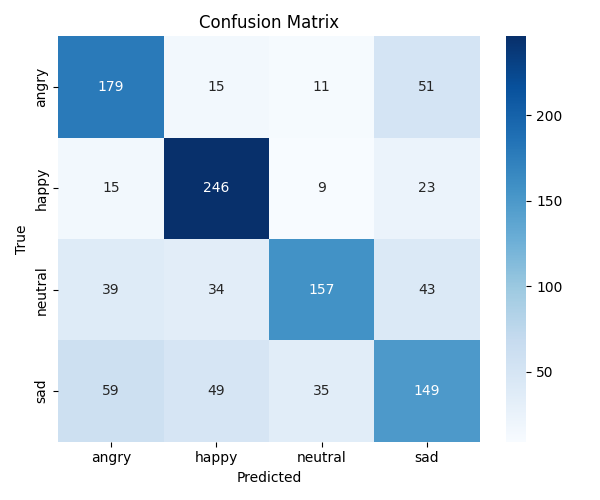 Confusion Matrix
True
angry 179 15 11 51
happy 15 246 9 23
neutral 39 34 157 43
sad 59 49 35 149
angry happy neutral sad
Predicted
200
150
100
50